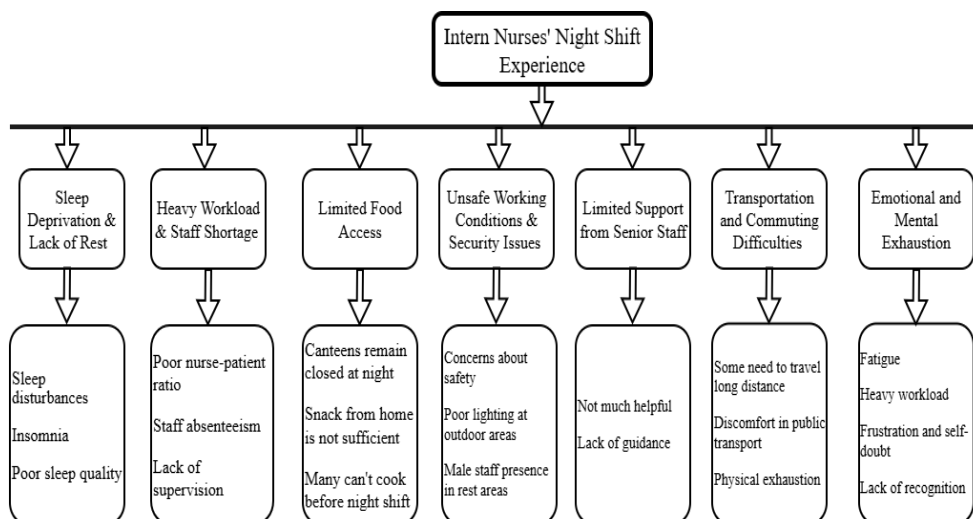 Intern Nurses' Night Shift
Experience
Sleep
Deprivation &
Lack of Rest
Heavy Workload
& Staff Shortage
Limited Food
Access
Unsafe Working
Conditions &
Security Issues
Limited Support
from Senior Staff
Transportation
and Commuting
Difficulties
Emotional and
Mental
Exhaustion
Sleep
disturbances
Insomnia
Poor sleep quality
Poor nurse-patient
ratio
Staff absenteeism
Lack of
supervision
Canteens remain
closed at night
Snack from home
is not sufficient
Many can't cook
before night shift
Concerns about
safety
Poor lighting at
outdoor areas
Male staff presence
in rest areas
Not much helpful
Lack of guidance
Some need to travel
long distance
Discomfort in public
transport
Physical exhaustion
Fatigue
Heavy workload
Frustration and self-
doubt
Lack of recognition